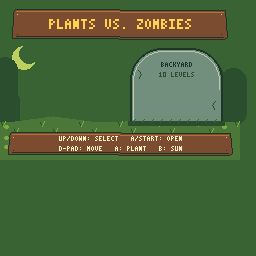 PLANTS VS. ZOMBIES
BACKYARD
10 LEVELS
UP/DOWN: SELECT A/START: OPEN
D-PAD: MOVE A: PLANT B: SUN